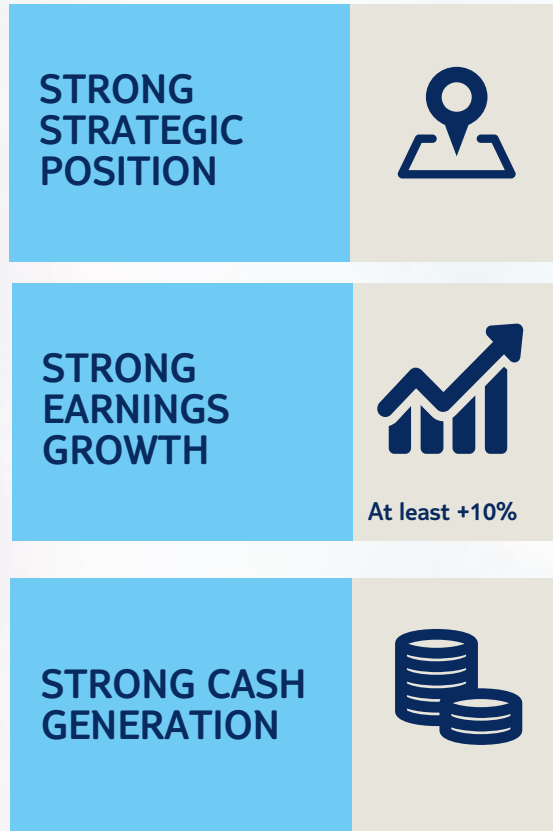 STRONG
STRATEGIC
POSITION
STRONG
EARNINGS
GROWTH
At least +10%
STRONG CASH
GENERATION